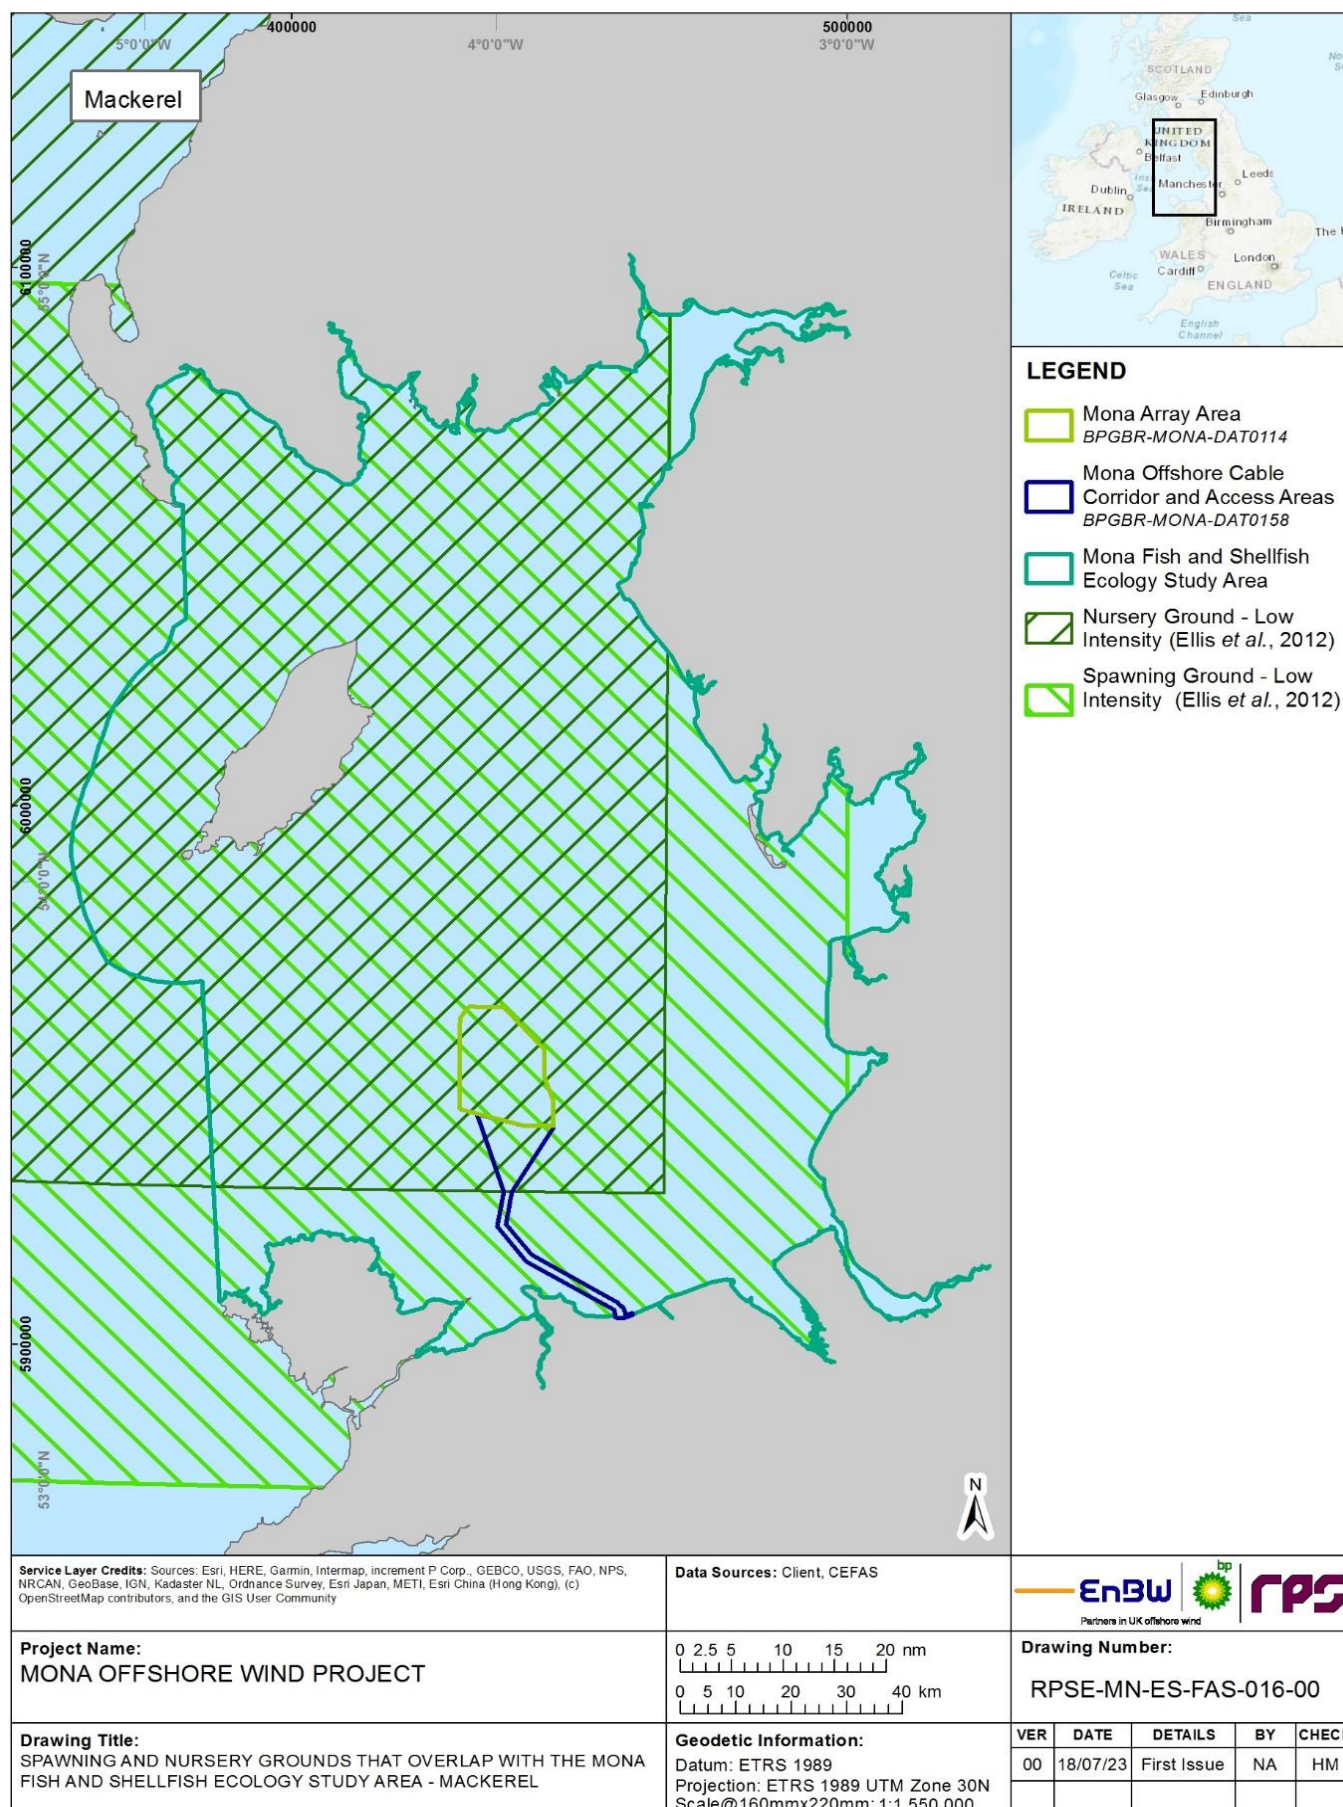 400000
500000
5°0'0"W
4°0'0"W
3°0'0"W
Mackerel
6100000
55°0'0"N
6000000
54°0'0"N
5900000
53°0'0"N
N
Sea
SCOTLAND
Glasgow
Edinburgh
UNITED
KINGDOM
Belfast
Leeds
Dublin
Manchester
IRELAND
Birmingham
WALES
London
Cardiff
Celtic
Sea
ENGLAND
English
Channel
LEGEND
Mona Array Area
BPGBR-MONA-DAT0114
Mona Offshore Cable
Corridor and Access Areas
BPGBR-MONA-DAT0158
Mona Fish and Shellfish
Ecology Study Area
Nursery Ground - Low
Intensity (Ellis et al., 2012)
Spawning Ground - Low
Intensity (Ellis et al., 2012)
Service Layer Credits: Sources: Esri, HERE, Garmin, Intermap, increment P Corp., GEBCO, USGS, FAO, NPS,
NRCAN, GeoBase, IGN, Kadaster NL, Ordnance Survey, Esri Japan, METI, Esri China (Hong Kong), (c)
OpenStreetMap contributors, and the GIS User Community
Data Sources: Client, CEFAS
EnBW
bp
rps
Partners in UK offshore wind
Project Name:
MONA OFFSHORE WIND PROJECT
0 2.5 5 10 15 20 nm
0 5 10 20 30 40 km
Drawing Number:
RPSE-MN-ES-FAS-016-00
Drawing Title:
SPAWNING AND NURSERY GROUNDS THAT OVERLAP WITH THE MONA
FISH AND SHELLFISH ECOLOGY STUDY AREA - MACKEREL
Geodetic Information:
Datum: ETRS 1989
Projection: ETRS 1989 UTM Zone 30N
Scale@160mmx220mm: 1:1,550,000
VER DATE DETAILS BY CHECK
00 18/07/23 First Issue NA HM